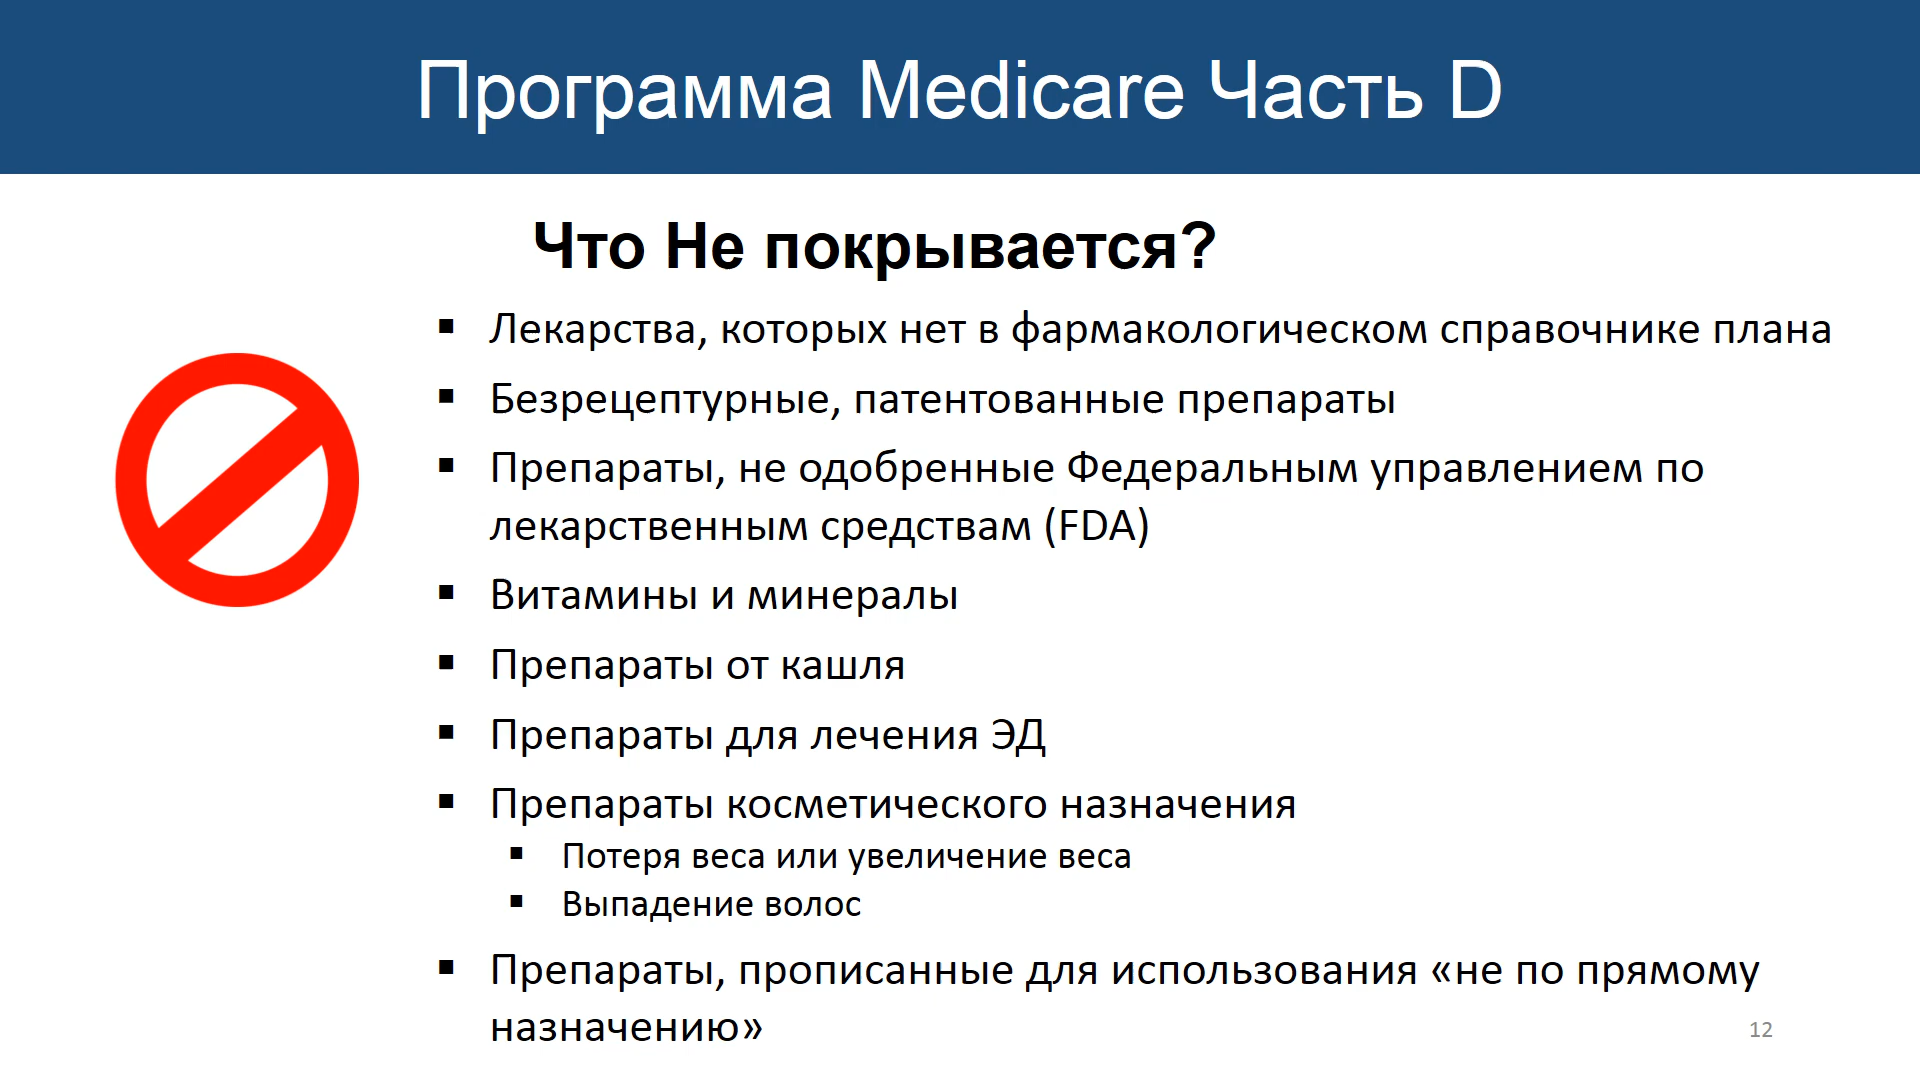 Программа Medicare Часть D
Что Не покрывается?
▪ Лекарства, которых нет в фармакологическом справочнике плана
▪ Безрецептурные, патентованные препараты
▪ Препараты, не одобренные Федеральным управлением по
лекарственным средствам (FDA)
▪ Витамины и минералы
▪ Препараты от кашля
▪ Препараты для лечения ЭД
▪ Препараты косметического назначения
▪ Потеря веса или увеличение веса
▪ Выпадение волос
▪ Препараты, прописанные для использования «не по прямому
назначению»
12